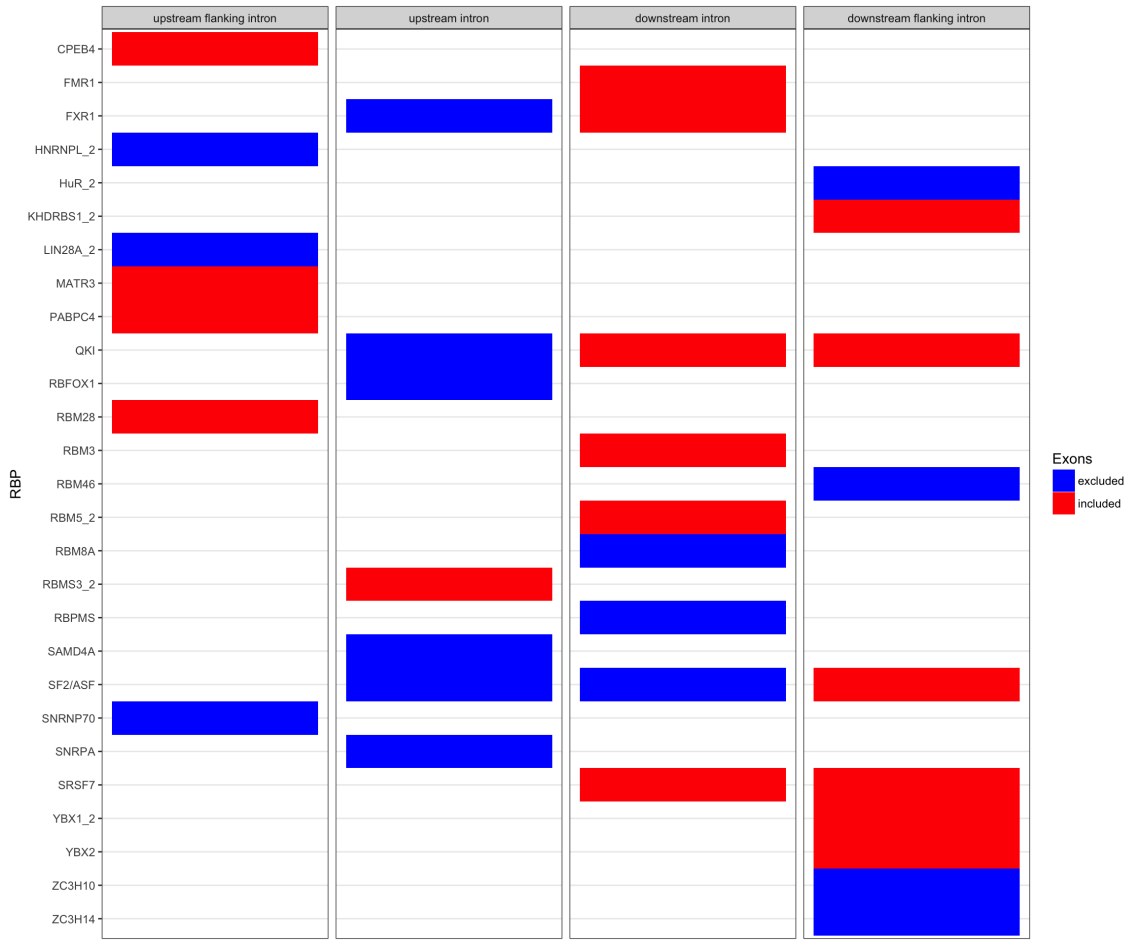 upstream flanking intron
upstream intron
downstream intron
downstream flanking intron
CPEB4
FMR1
FXR1
HNRNPL_2
HuR_2
KHDRBS1_2
LIN28A_2
MATR3
PABPC4
QKI
RBFOX1
RBM28
RBM3
RBM46
RBM5_2
RBM8A
RBMS3_2
RBPMS
SAMD4A
SF2/ASF
SNRNP70
SNRPA
SRSF7
YBX1_2
YBX2
ZC3H10
ZC3H14
RBP
Exons
excluded
included